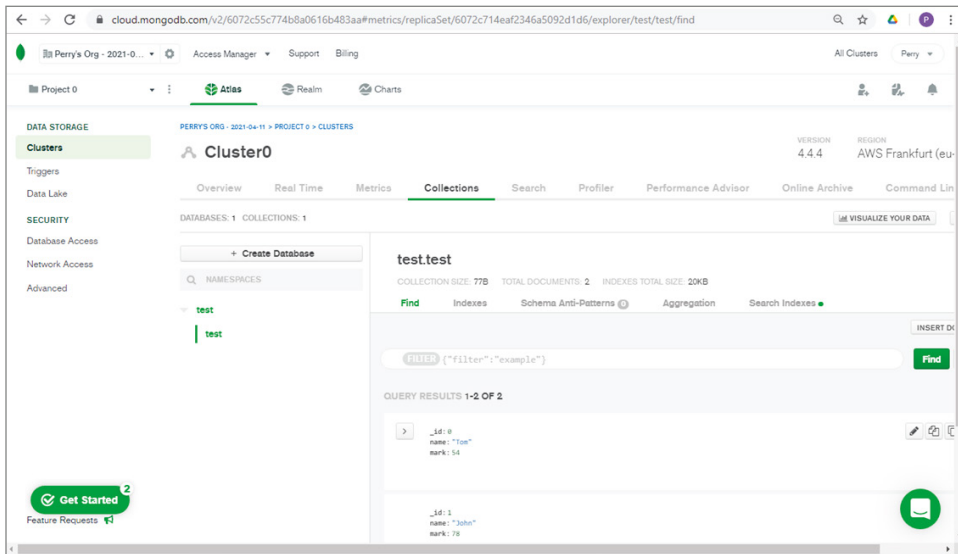 cloud.mongodb.com/v2/6072c55c774b8a0616b483aa#metrics/replicaSet/6072c714eaf2346a5092d1d6/explorer/test/test/find
P
Perry's Org - 2021-0...
Access Manager
Support
Billing
All Clusters
Perry
Project 0
Atlas
Realm
Charts
DATA STORAGE
Clusters
Triggers
Data Lake
SECURITY
Database Access
Network Access
Advanced
PERRY'S ORG - 2021-04-11 > PROJECT 0 > CLUSTERS
Cluster0
VERSION
4.4.4
REGION
AWS Frankfurt (eu-
Overview
Real Time
Metrics
Collections
Search
Profiler
Performance Advisor
Online Archive
Command Lin
DATABASES: 1 COLLECTIONS: 1
VISUALIZE YOUR DATA
+ Create Database
NAMESPACES
test
test
test.test
COLLECTION SIZE: 77B TOTAL DOCUMENTS: 2 INDEXES TOTAL SIZE: 20KB
Find
Indexes
Schema Anti-Patterns 0
Aggregation
Search Indexes
INSERT DO
FILTER {"filter":"example"}
Find
QUERY RESULTS 1-2 OF 2
_id: 0
name: "Tom"
mark: 54
_id: 1
name: "John"
mark: 78
Get Started
2
Feature Requests